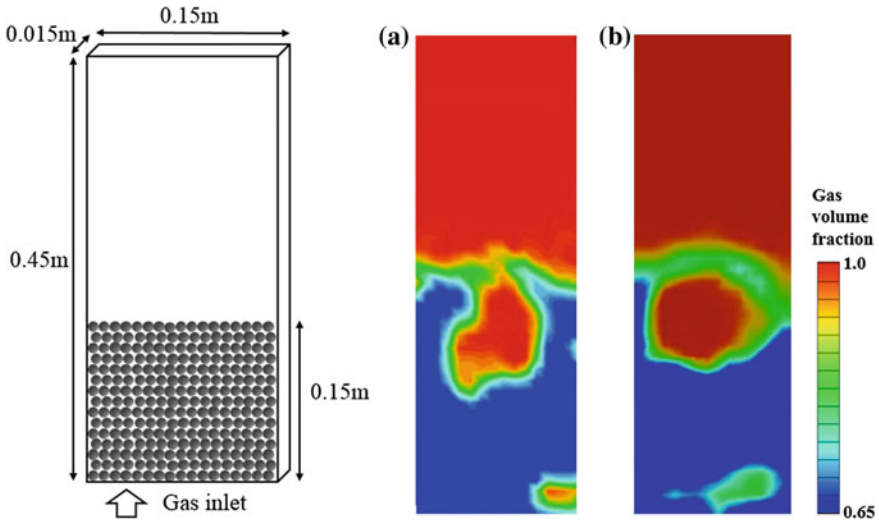 0.15m
0.015m
0.45m
0.15m
Gas inlet
(a)
(b)
Gas
volume
fraction
1.0
0.65